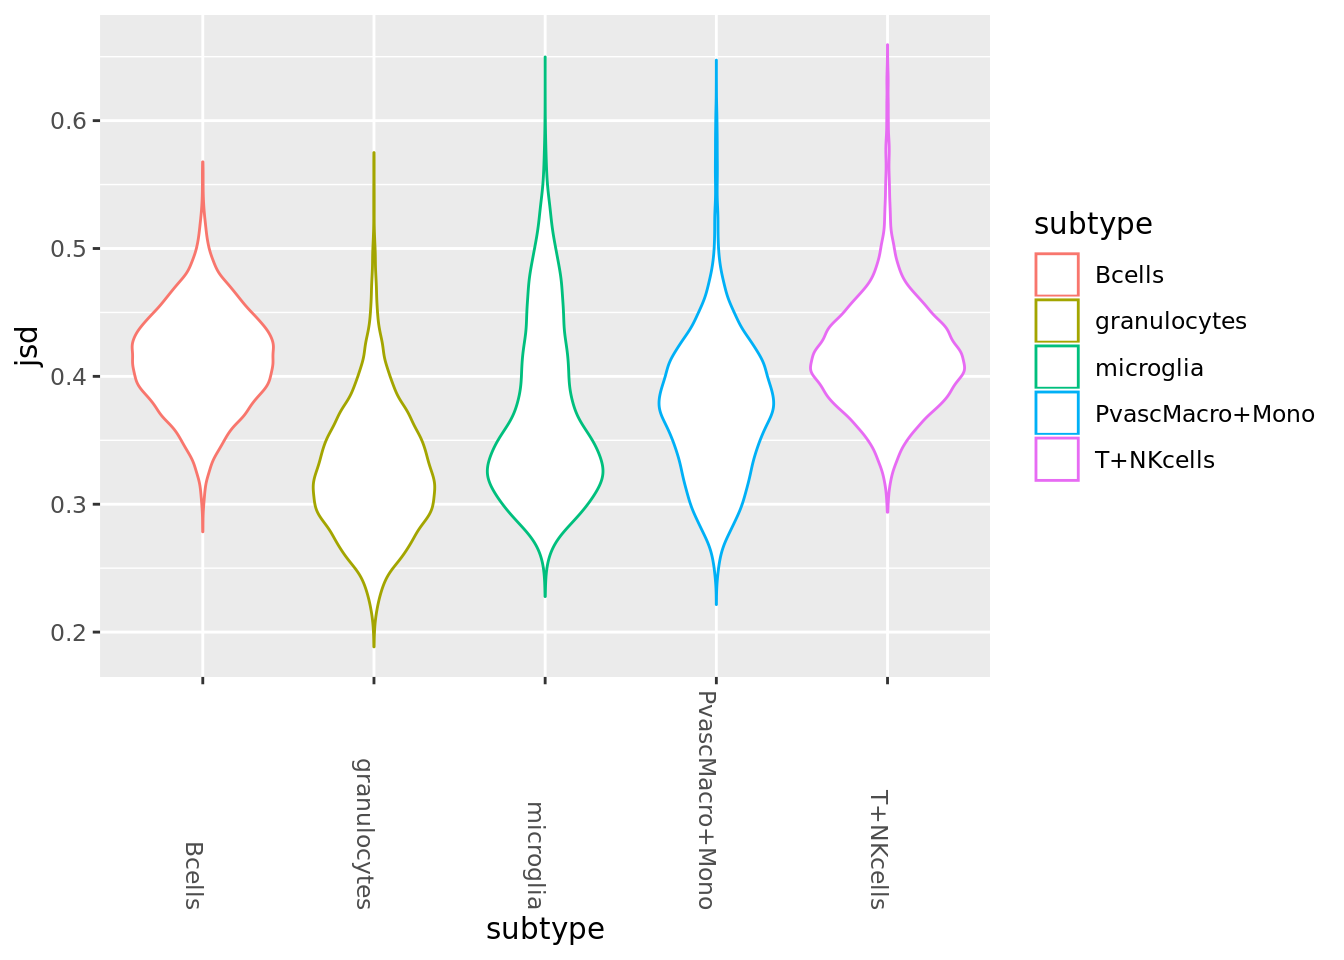 jsd
0.6
0.5
0.4
0.3
0.2
Bcells
granulocytes
microglia
PvascMacro+Mono
T+NKcells
subtype
subtype
Bcells
granulocytes
microglia
PvascMacro+Mono
T+NKcells